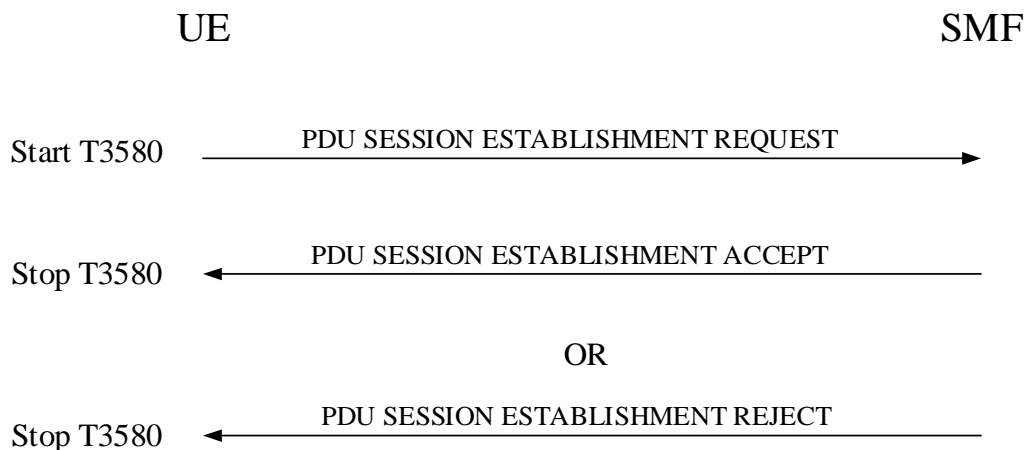 UE SMF
Start T3580 PDU SESSION ESTABLISHMENT REQUEST
Stop T3580 PDU SESSION ESTABLISHMENT ACCEPT
OR
Stop T3580 PDU SESSION ESTABLISHMENT REJECT